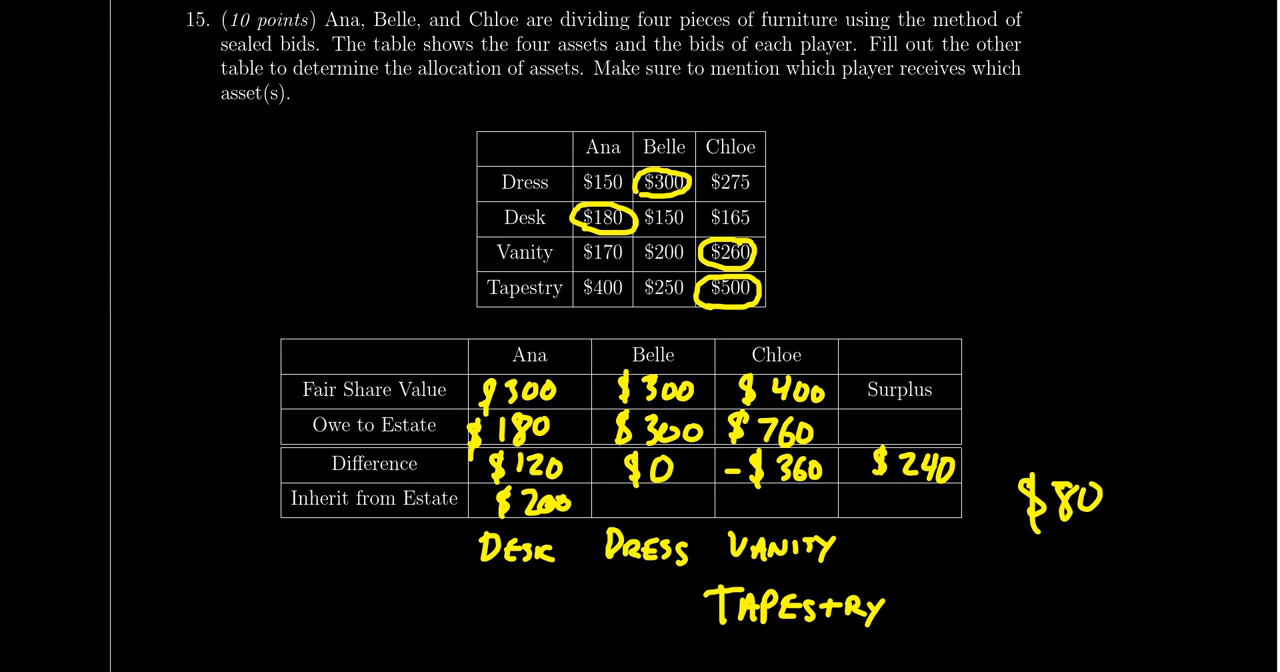 15. (10 points) Ana, Belle, and Chloe are dividing four pieces of furniture using the method of
sealed bids. The table shows the four assets and the bids of each player. Fill out the other
table to determine the allocation of assets. Make sure to mention which player receives which
asset(s).
Ana Belle Chloe
Dress $150 $300 $275
Desk $180 $150 $165
Vanity $170 $200 $260
Tapestry $400 $250 $500
Ana Belle Chloe
Fair Share Value $300 $300 $400 Surplus
Owe to Estate $180 $300 $760
Difference $120 $0 -$360 $240
Inherit from Estate $200
$80
DESK DRESS VANITY
TAPESTRY